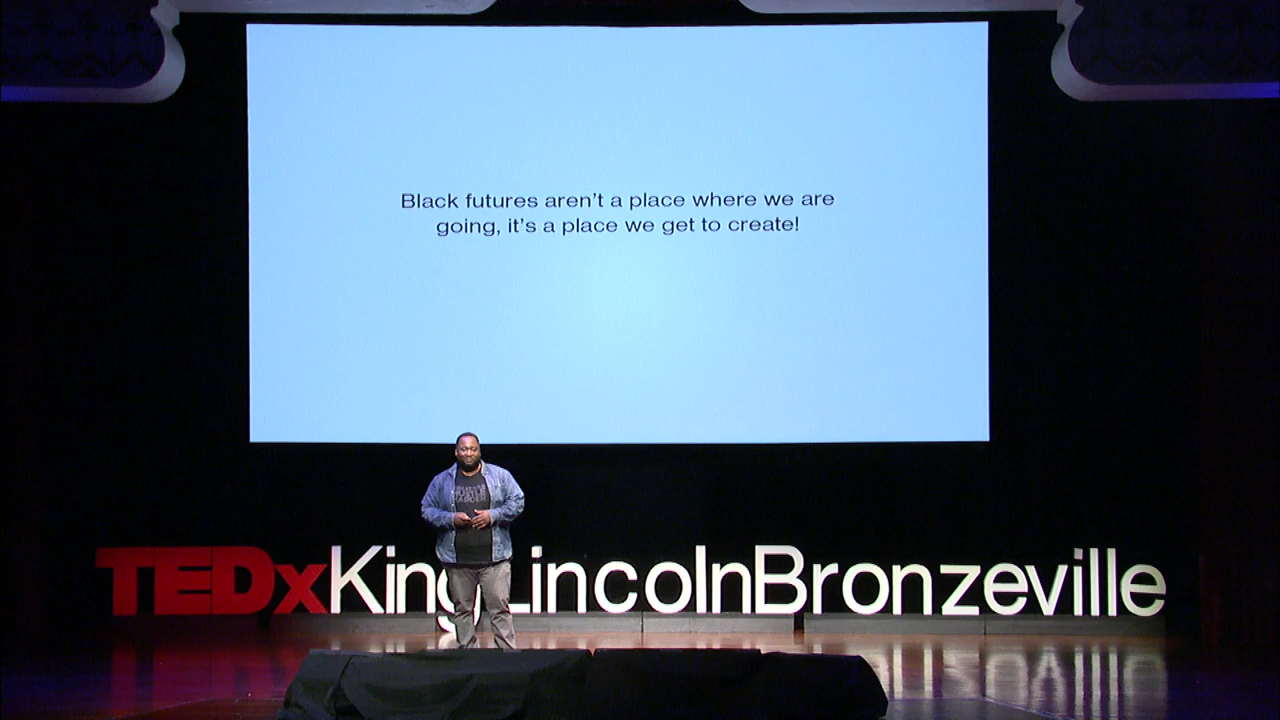 Black futures aren't a place where we are
going, it's a place we get to create!
TEDxKingLincolnBronzeville